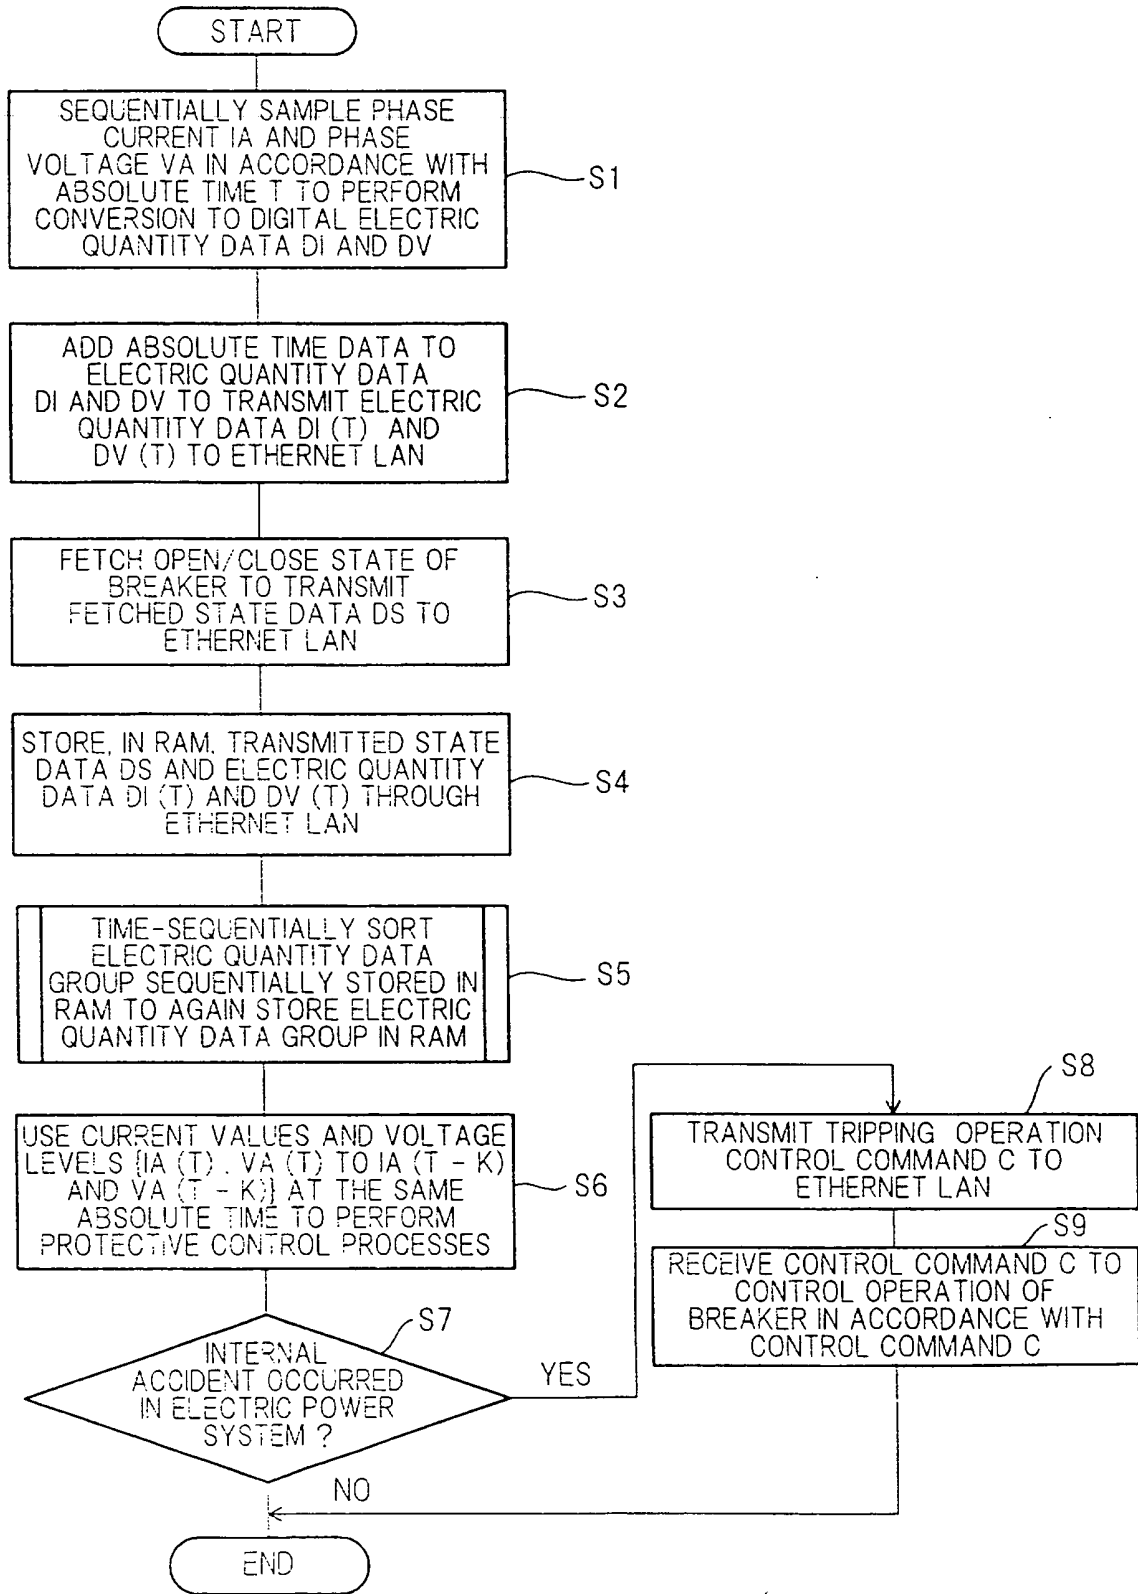 START
SEQUENTIALLY SAMPLE PHASE
CURRENT IA AND PHASE
VOLTAGE VA IN ACCORDANCE WITH
ABSOLUTE TIME T TO PERFORM
CONVERSION TO DIGITAL ELECTRIC
QUANTITY DATA DI AND DV
S1
ADD ABSOLUTE TIME DATA TO
ELECTRIC QUANTITY DATA
DI AND DV TO TRANSMIT ELECTRIC
QUANTITY DATA DI (T) AND
DV (T) TO ETHERNET LAN
S2
FETCH OPEN/CLOSE STATE OF
BREAKER TO TRANSMIT
FETCHED STATE DATA DS TO
ETHERNET LAN
S3
STORE, IN RAM, TRANSMITTED STATE
DATA DS AND ELECTRIC QUANTITY
DATA DI (T) AND DV (T) THROUGH
ETHERNET LAN
S4
TIME-SEQUENTIALLY SORT
ELECTRIC QUANTITY DATA
GROUP SEQUENTIALLY STORED IN
RAM TO AGAIN STORE ELECTRIC
QUANTITY DATA GROUP IN RAM
S5
USE CURRENT VALUES AND VOLTAGE
LEVELS {IA (T), VA (T) TO IA (T - K)
AND VA (T - K)} AT THE SAME
ABSOLUTE TIME TO PERFORM
PROTECTIVE CONTROL PROCESSES
S6
INTERNAL
ACCIDENT OCCURRED
IN ELECTRIC POWER
SYSTEM ?
S7
YES
NO
TRANSMIT TRIPPING OPERATION
CONTROL COMMAND C TO
ETHERNET LAN
S8
RECEIVE CONTROL COMMAND C TO
CONTROL OPERATION OF
BREAKER IN ACCORDANCE WITH
CONTROL COMMAND C
S9
END